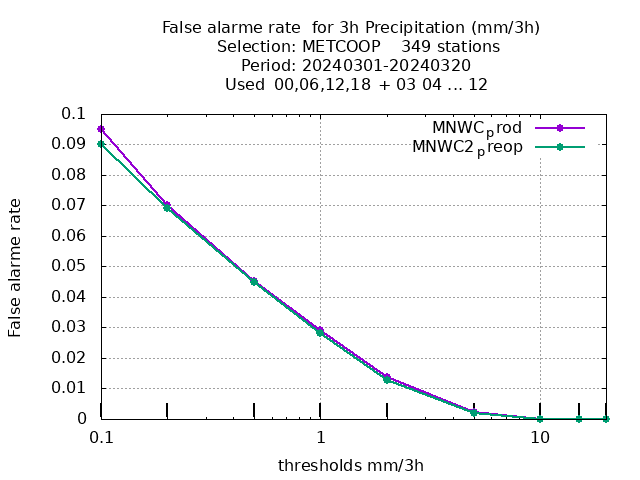 False alarme rate  for 3h Precipitation (mm/3h)
Selection: METCOOP    349 stations
Period: 20240301-20240320
Used  00,06,12,18  + 03 04 ... 12
MNWC_prod
MNWC2_preop
0.1
0.09
0.08
0.07
0.06
0.05
0.04
0.03
0.02
0.01
0
False alarme rate
0.1 1 10
thresholds mm/3h